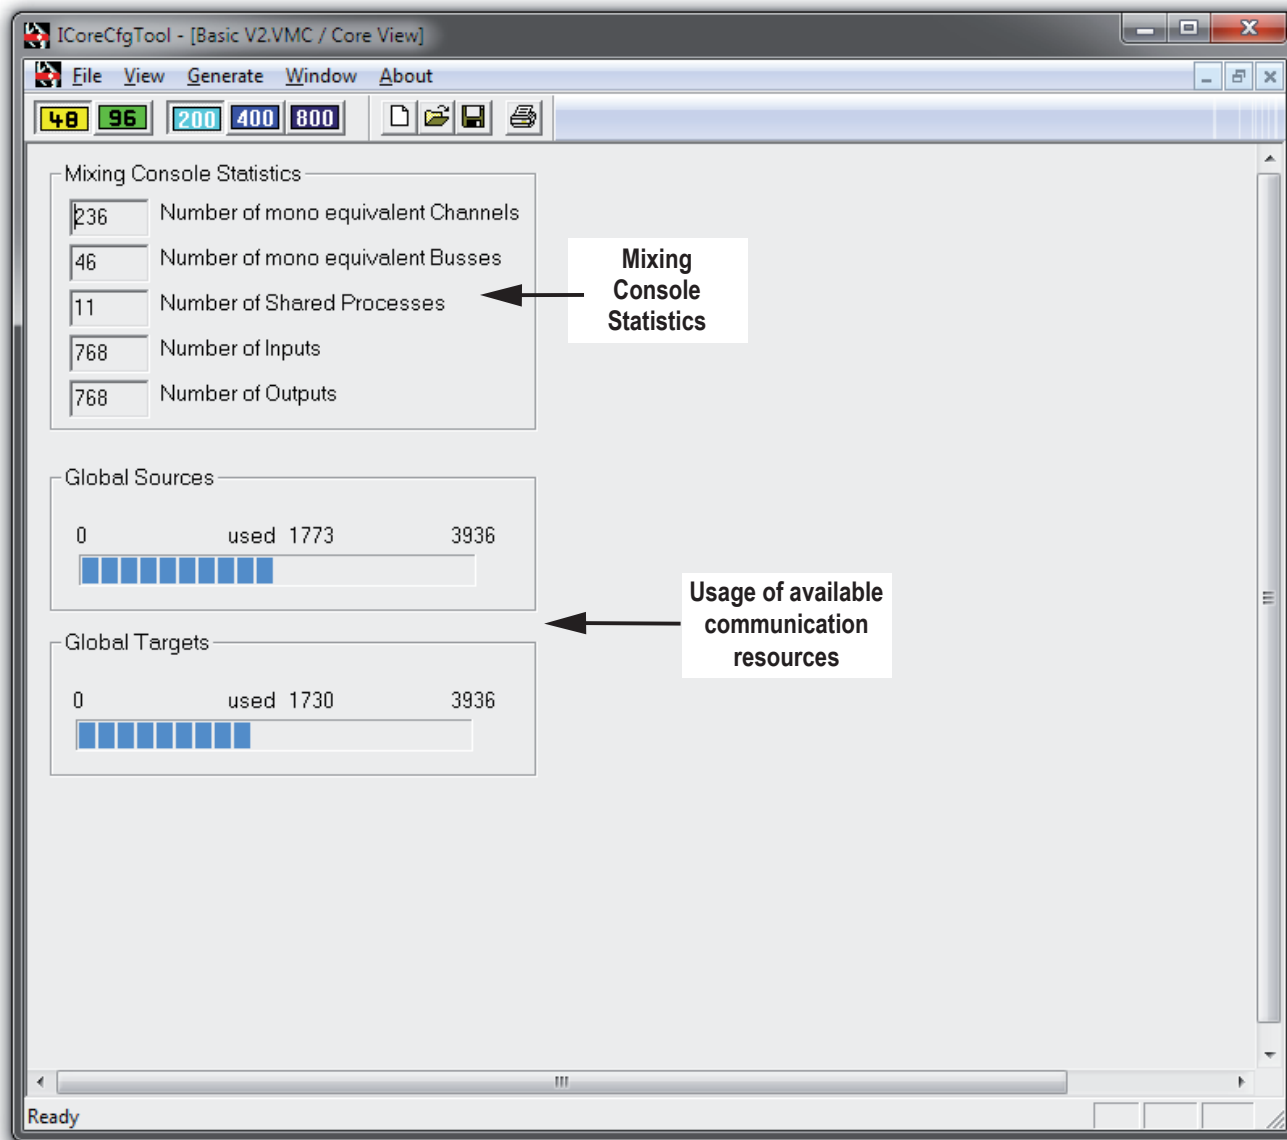 ICoreCfgTool - [Basic V2.VMC / Core View]
File View Generate Window About
48 96 200 400 800
Mixing Console Statistics
236 Number of mono equivalent Channels
46 Number of mono equivalent Busses
11 Number of Shared Processes
768 Number of Inputs
768 Number of Outputs
Mixing
Console
Statistics
Global Sources
0 used 1773 3936
Usage of available
communication
resources
Global Targets
0 used 1730 3936
Ready